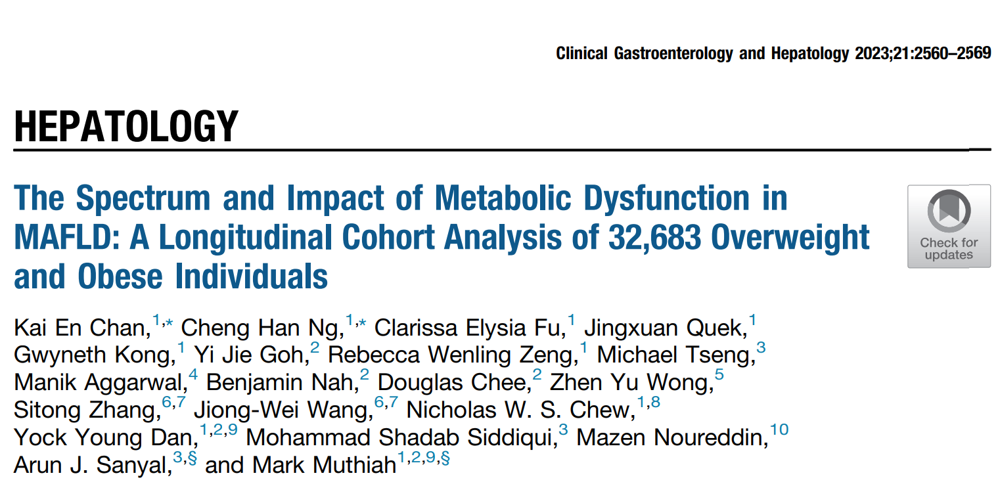 Clinical Gastroenterology and Hepatology 2023;21:2560–2569
HEPATOLOGY
The Spectrum and Impact of Metabolic Dysfunction in
MAFLD: A Longitudinal Cohort Analysis of 32,683 Overweight
and Obese Individuals
Check for
updates
Kai En Chan,1,* Cheng Han Ng,1,* Clarissa Elysia Fu,1 Jingxuan Quek,1
Gwyneth Kong,1 Yi Jie Goh,2 Rebecca Wenling Zeng,1 Michael Tseng,3
Manik Aggarwal,4 Benjamin Nah,2 Douglas Chee,2 Zhen Yu Wong,5
Sitong Zhang,6,7 Jiong-Wei Wang,6,7 Nicholas W. S. Chew,1,8
Yock Young Dan,1,2,9 Mohammad Shadab Siddiqui,3 Mazen Noureddin,10
Arun J. Sanyal,3,§ and Mark Muthiah1,2,9,§